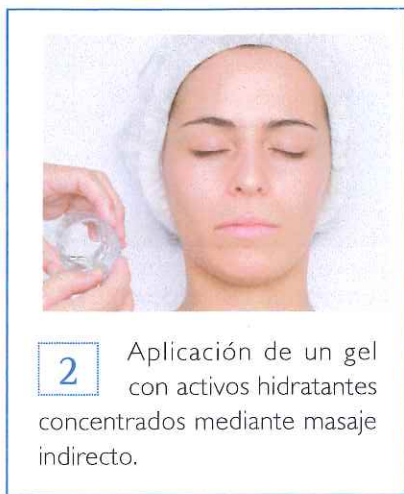 2 Aplicación de un gel
con activos hidratantes
concentrados mediante masaje
indirecto.